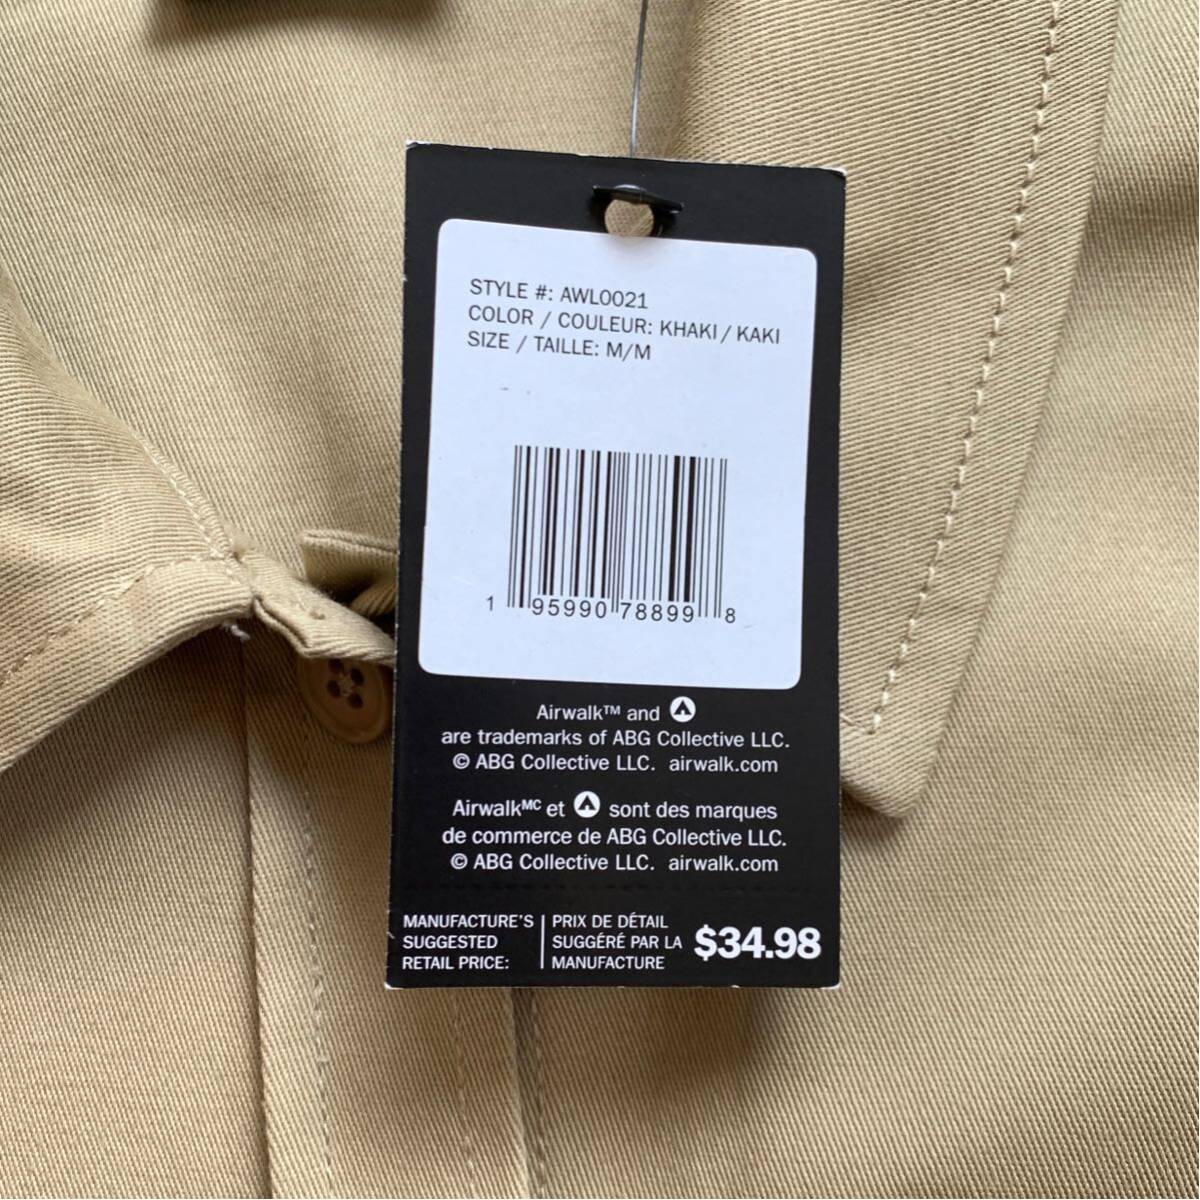 STYLE #: AWL0021
COLOR / COULEUR: KHAKI / KAKI
SIZE / TAILLE: M/M
1 95990 78899 8
Airwalk™ and
are trademarks of ABG Collective LLC.
© ABG Collective LLC. airwalk.com
Airwalkᴹᶜ et sont des marques
de commerce de ABG Collective LLC.
© ABG Collective LLC. airwalk.com
MANUFACTURE'S
SUGGESTED
RETAIL PRICE:
PRIX DE DÉTAIL
SUGGÉRÉ PAR LA
MANUFACTURE
$34.98